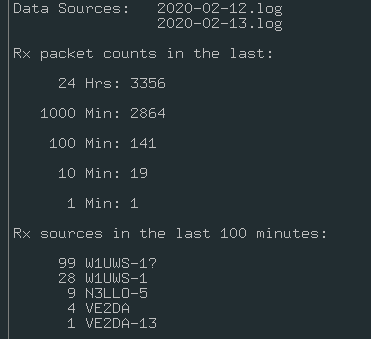 Data Sources:   2020-02-12.log
                2020-02-13.log
Rx packet counts in the last:
     24 Hrs: 3356
   1000 Min: 2864
    100 Min: 141
     10 Min: 19
      1 Min: 1
Rx sources in the last 100 minutes:
     99 W1UWS-1?
     28 W1UWS-1
      9 N3LLO-5
      4 VE2DA
      1 VE2DA-13